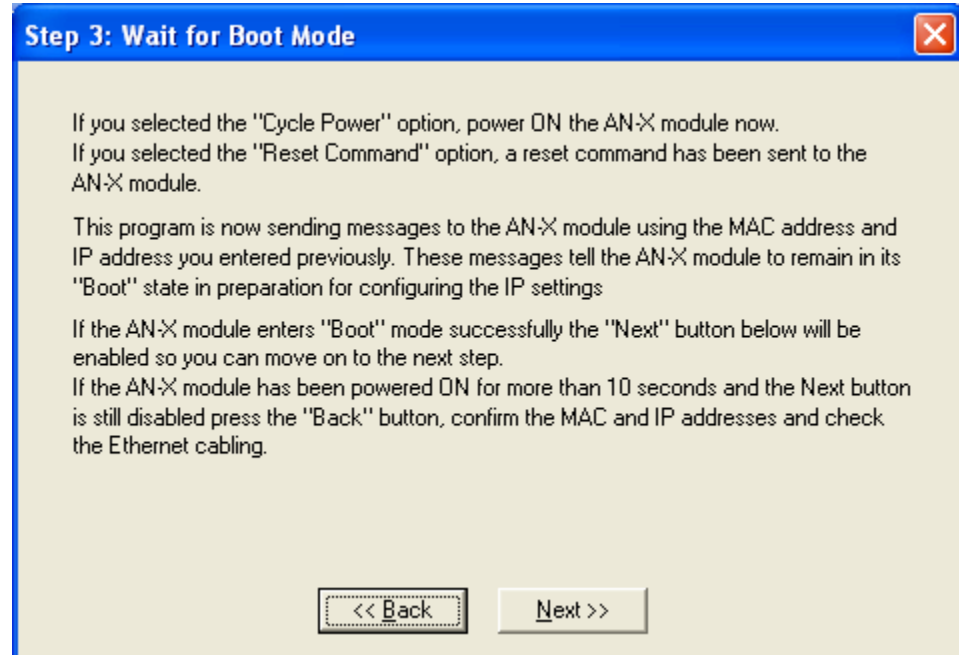 Step 3: Wait for Boot Mode
If you selected the "Cycle Power" option, power ON the AN-X module now.
If you selected the "Reset Command" option, a reset command has been sent to the
AN-X module.
This program is now sending messages to the AN-X module using the MAC address and
IP address you entered previously. These messages tell the AN-X module to remain in its
"Boot" state in preparation for configuring the IP settings
If the AN-X module enters "Boot" mode successfully the "Next" button below will be
enabled so you can move on to the next step.
If the AN-X module has been powered ON for more than 10 seconds and the Next button
is still disabled press the "Back" button, confirm the MAC and IP addresses and check
the Ethernet cabling.
<< Back
Next >>